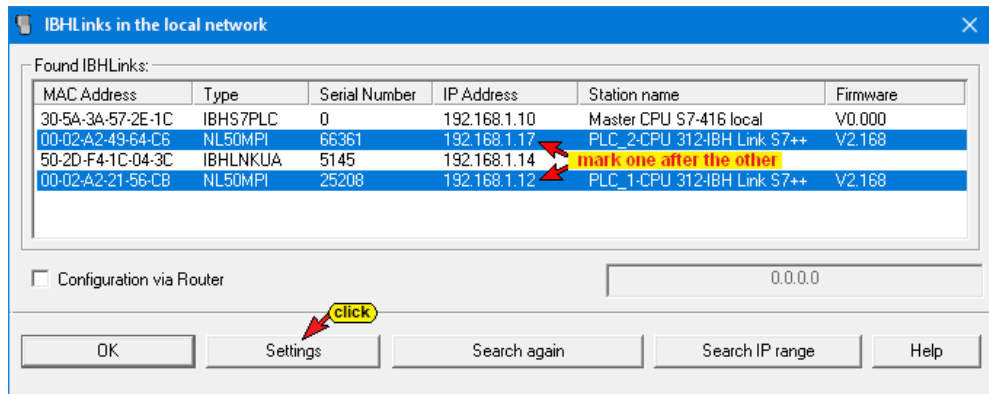 IBHLinks in the local network
Found IBHLinks:
MAC Address Type Serial Number IP Address Station name Firmware
30-5A-3A-57-2E-1C IBHS7PLC 0 192.168.1.10 Master CPU S7-416 local V0.000
00-02-A2-49-64-C6 NL50MPI 66361 192.168.1.17 PLC_2-CPU 312-IBH Link S7++ V2.168
50-2D-F4-1C-04-3C IBHLNKUA 5145 192.168.1.14 mark one after the other
00-02-A2-21-56-CB NL50MPI 25208 192.168.1.12 PLC_1-CPU 312-IBH Link S7++ V2.168
Configuration via Router 0.0.0.0
click
OK Settings Search again Search IP range Help